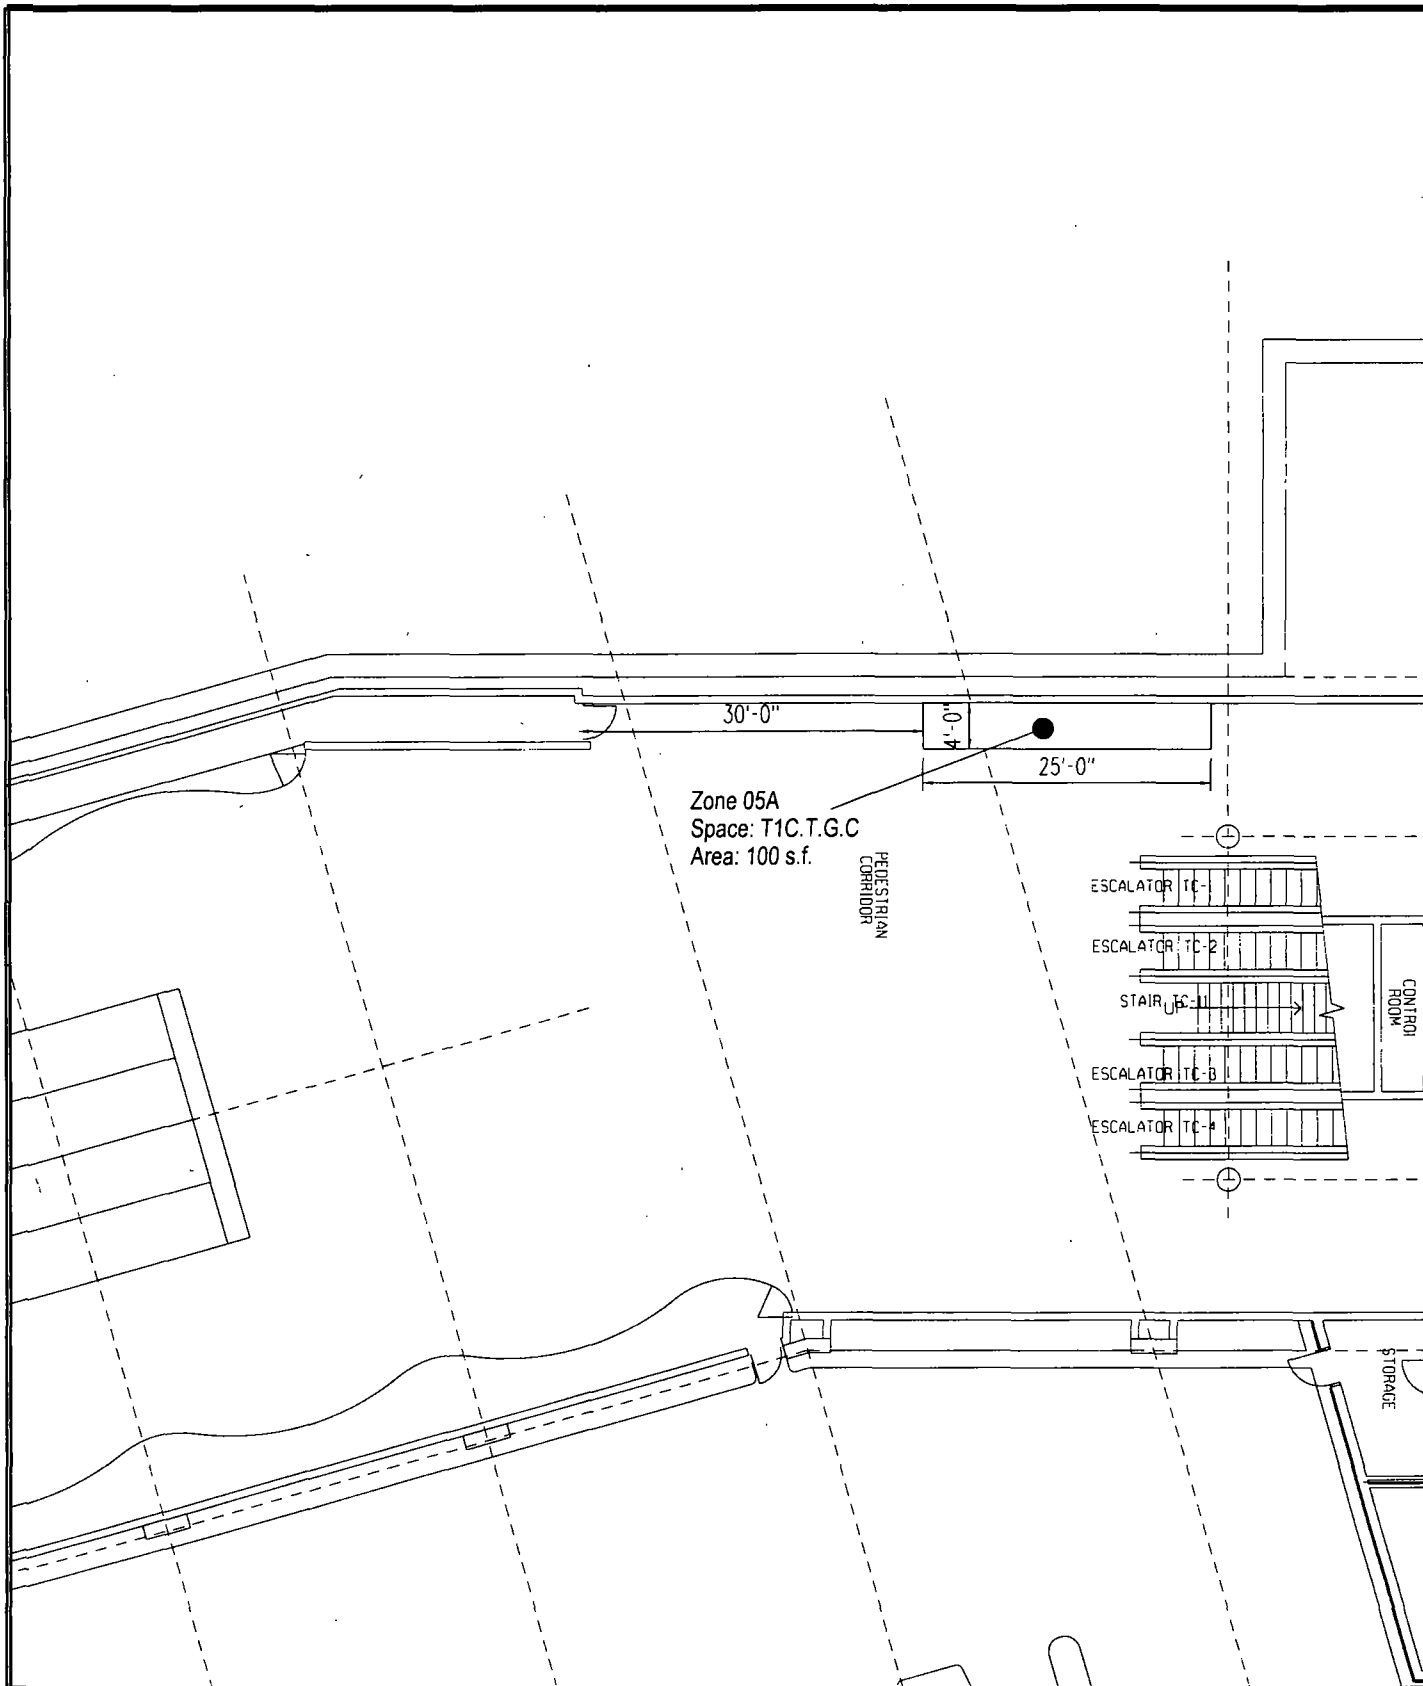 30'-0"
4'-0"
25'-0"
Zone 05A
Space: T1C.T.G.C
Area: 100 s.f.
PEDESTRIAN
CORRIDOR
ESCALATOR TC-1
ESCALATOR TC-2
STAIR TC-11
UP
ESCALATOR TC-3
ESCALATOR TC-4
CONTROl
ROOM
STORAGE